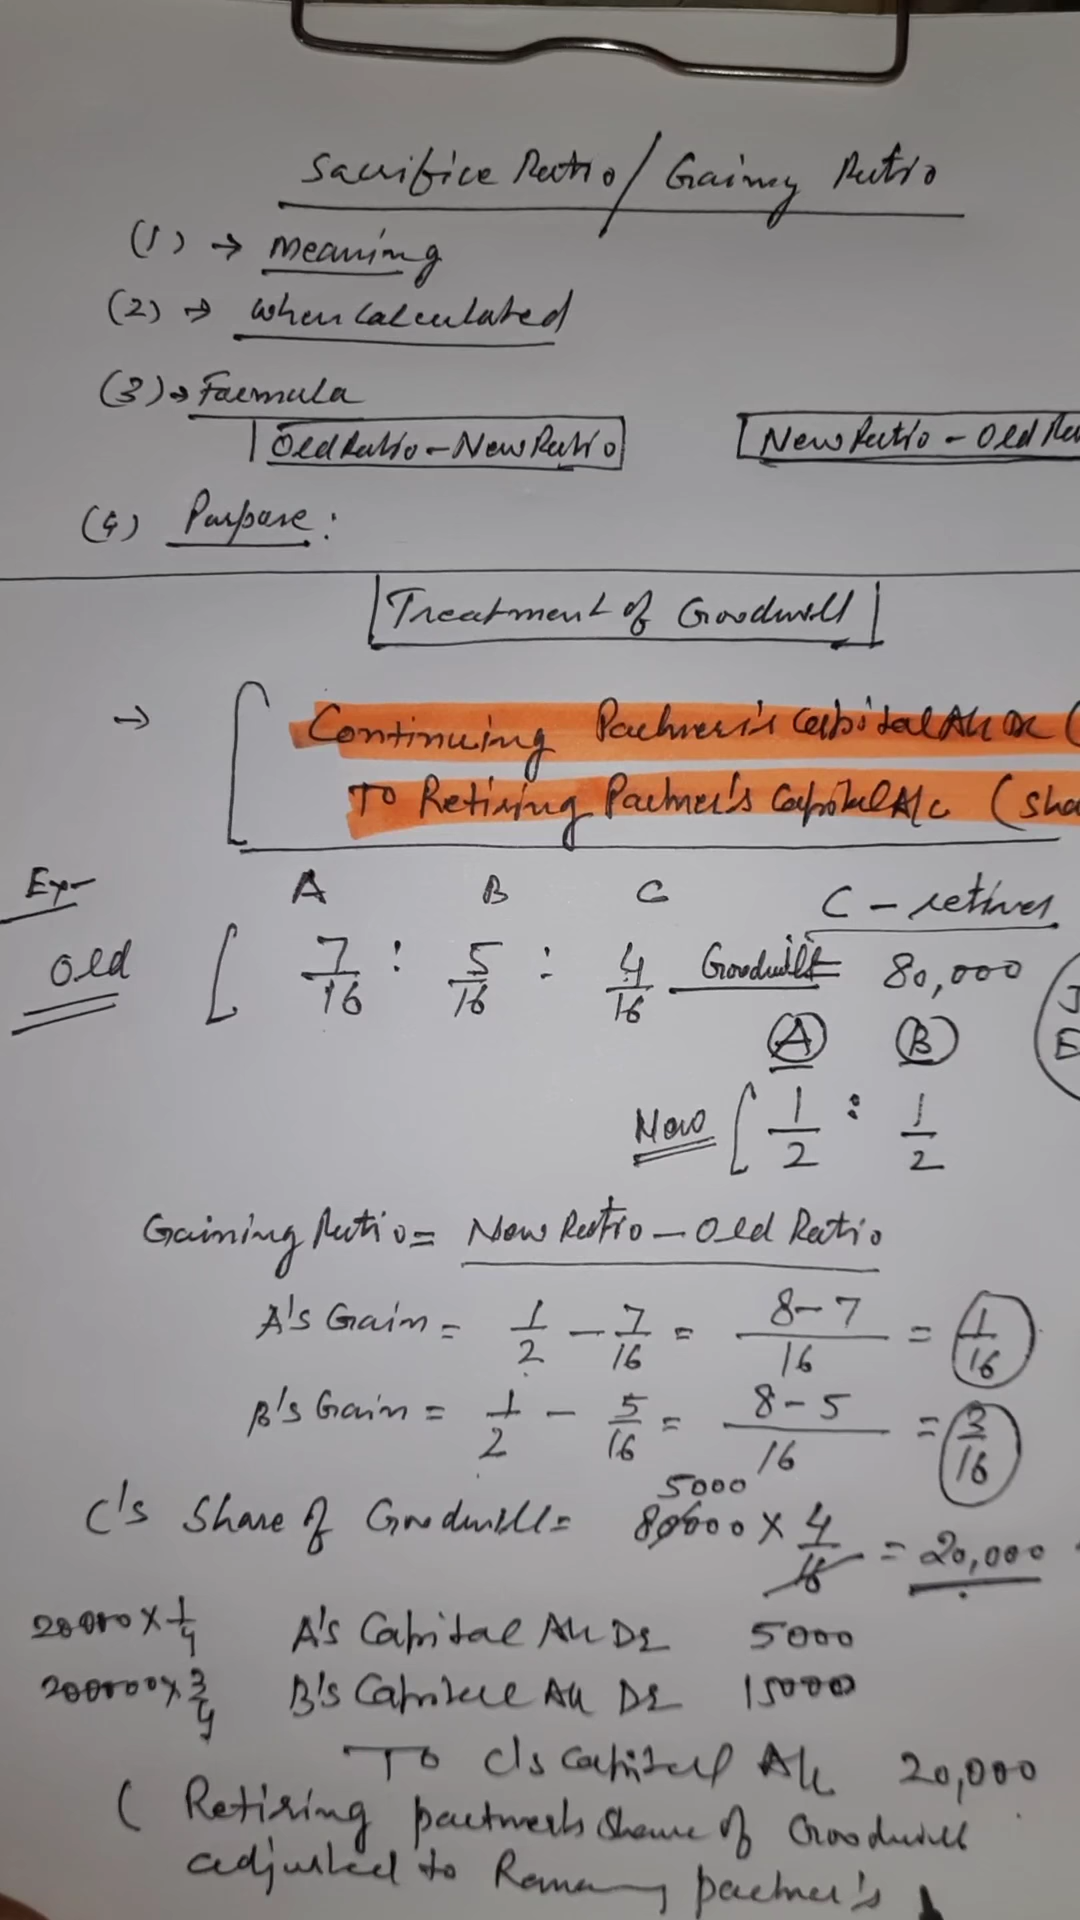 Sacrifice Ratio / Gaining Ratio
(1) → Meaning
(2) → When Calculated
(3) → Formula
Old Ratio - New Ratio
New Ratio - Old Ra
(4) Purpose :
Treatment of Goodwill
→ Continuing Partner's Capital A/c Dr (
To Retiring Partner's Capital A/c (sha
Ex- A B C C - retires
Old [ 7/16 : 5/16 : 4/16 Goodwill = 80,000
A B
New [ 1/2 : 1/2
Gaining Ratio = New Ratio - Old Ratio
A's Gain = 1/2 - 7/16 = 8-7/16 = 1/16
B's Gain = 1/2 - 5/16 = 8-5/16 = 3/16
5000
C's Share of Goodwill = 80000 × 4/16 = 20,000
20000 × 1/4 A's Capital A/c Dr 5000
200000 × 3/4 B's Capital A/c Dr 15000
To C's Capital A/c 20,000
( Retiring partner's Share of Goodwill
adjusted to partner's